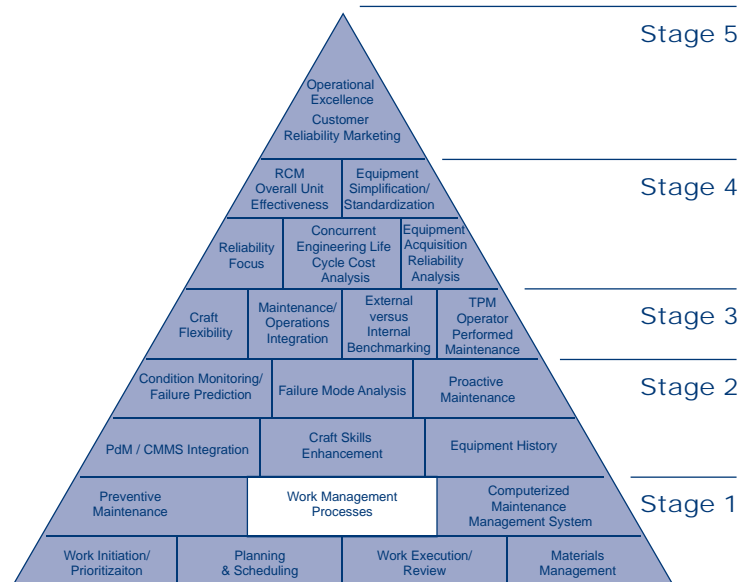 Stage 5
Operational
Excellence
Customer
Reliability Marketing
Stage 4
RCM
Overall Unit
Effectiveness
Equipment
Simplification/
Standardization
Reliability
Focus
Concurrent
Engineering Life
Cycle Cost
Analysis
Equipment
Acquisition
Reliability
Analysis
Stage 3
Craft
Flexibility
Maintenance/
Operations
Integration
External
versus
Internal
Benchmarking
TPM
Operator
Performed
Maintenance
Stage 2
Condition Monitoring/
Failure Prediction
Failure Mode Analysis
Proactive
Maintenance
PdM / CMMS Integration
Craft Skills
Enhancement
Equipment History
Stage 1
Preventive
Maintenance
Work Management
Processes
Computerized
Maintenance
Management System
Work Initiation/
Prioritizaiton
Planning
& Scheduling
Work Execution/
Review
Materials
Management